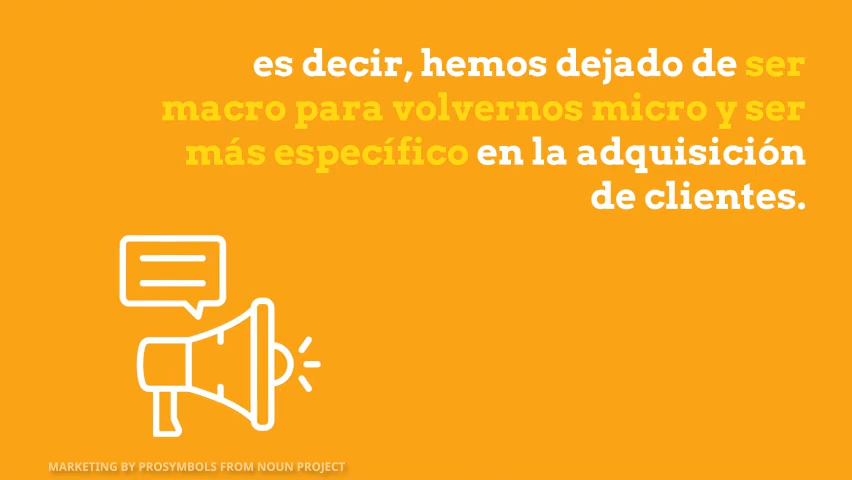 es decir, hemos dejado de ser
macro para volvernos micro y ser
más específico en la adquisición
de clientes.
MARKETING BY PROSYMBOLS FROM NOUN PROJECT